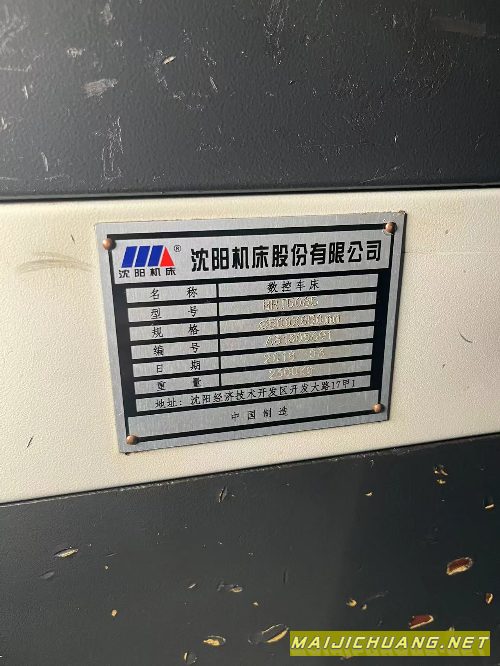 沈阳机床®
沈阳机床股份有限公司
名 称 数控车床
型 号
规 格
编 号
日 期
重 量
地址：沈阳经济技术开发区开发大路17甲1
中国制造
MAIJICHUANG.NET